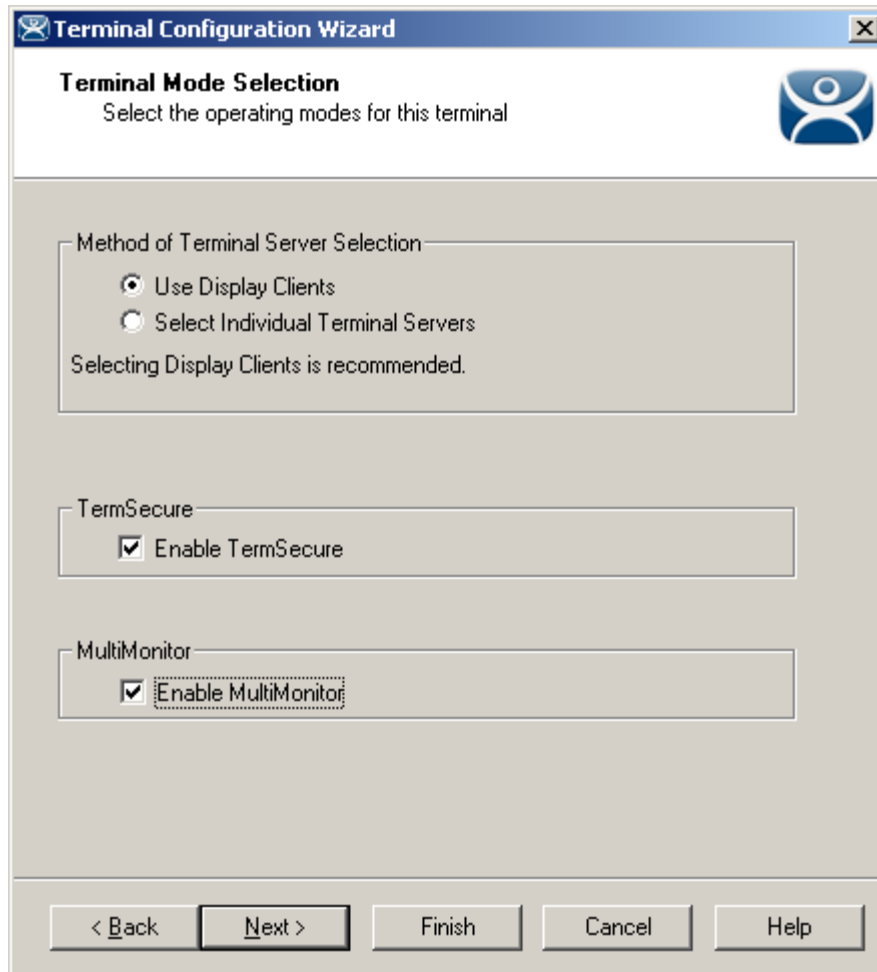 Terminal Configuration Wizard
Terminal Mode Selection
Select the operating modes for this terminal
Method of Terminal Server Selection
Use Display Clients
Select Individual Terminal Servers
Selecting Display Clients is recommended.
TermSecure
Enable TermSecure
MultiMonitor
Enable MultiMonitor
< Back Next > Finish Cancel Help